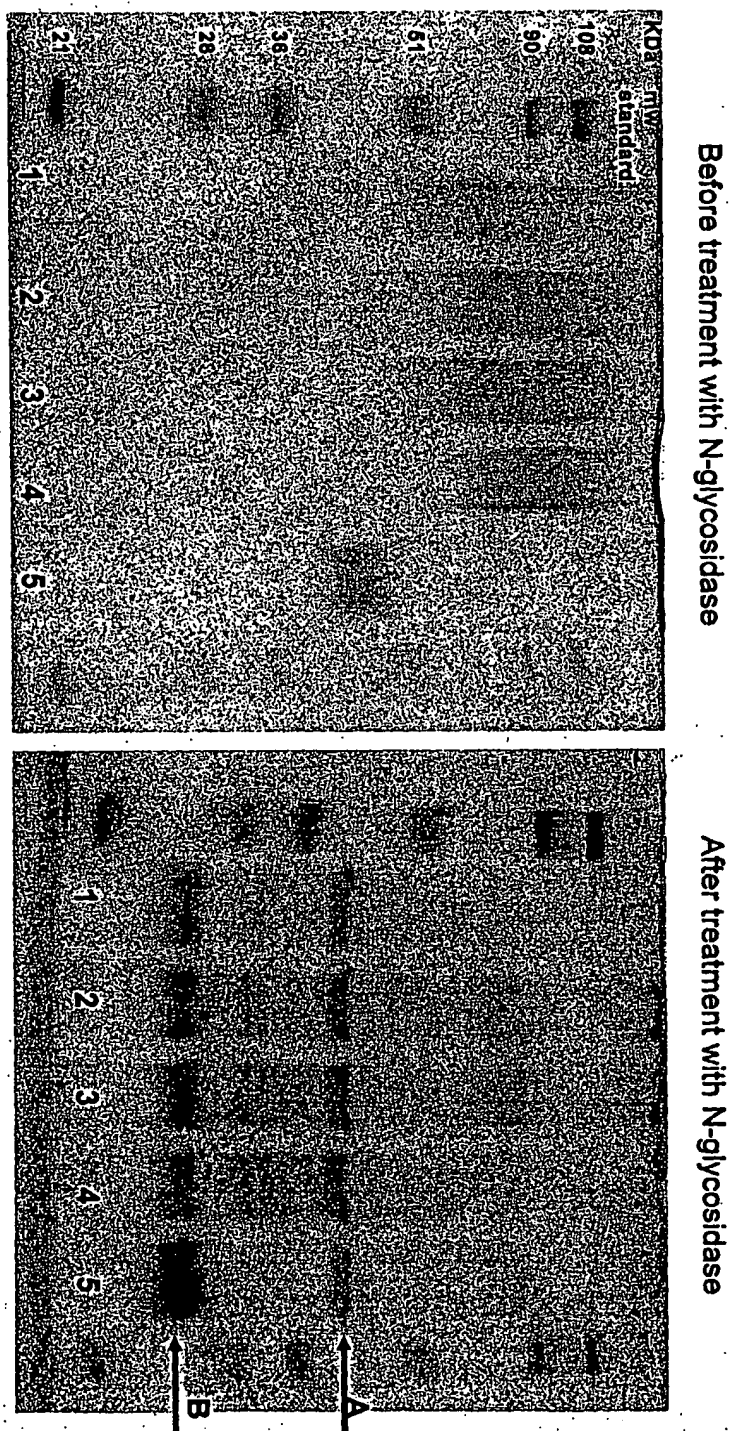 Before treatment with N-glycosidase
KDa mw
standard
108
90
51
36
28
21
1 2 3 4 5
After treatment with N-glycosidase
A
B
1 2 3 4 5